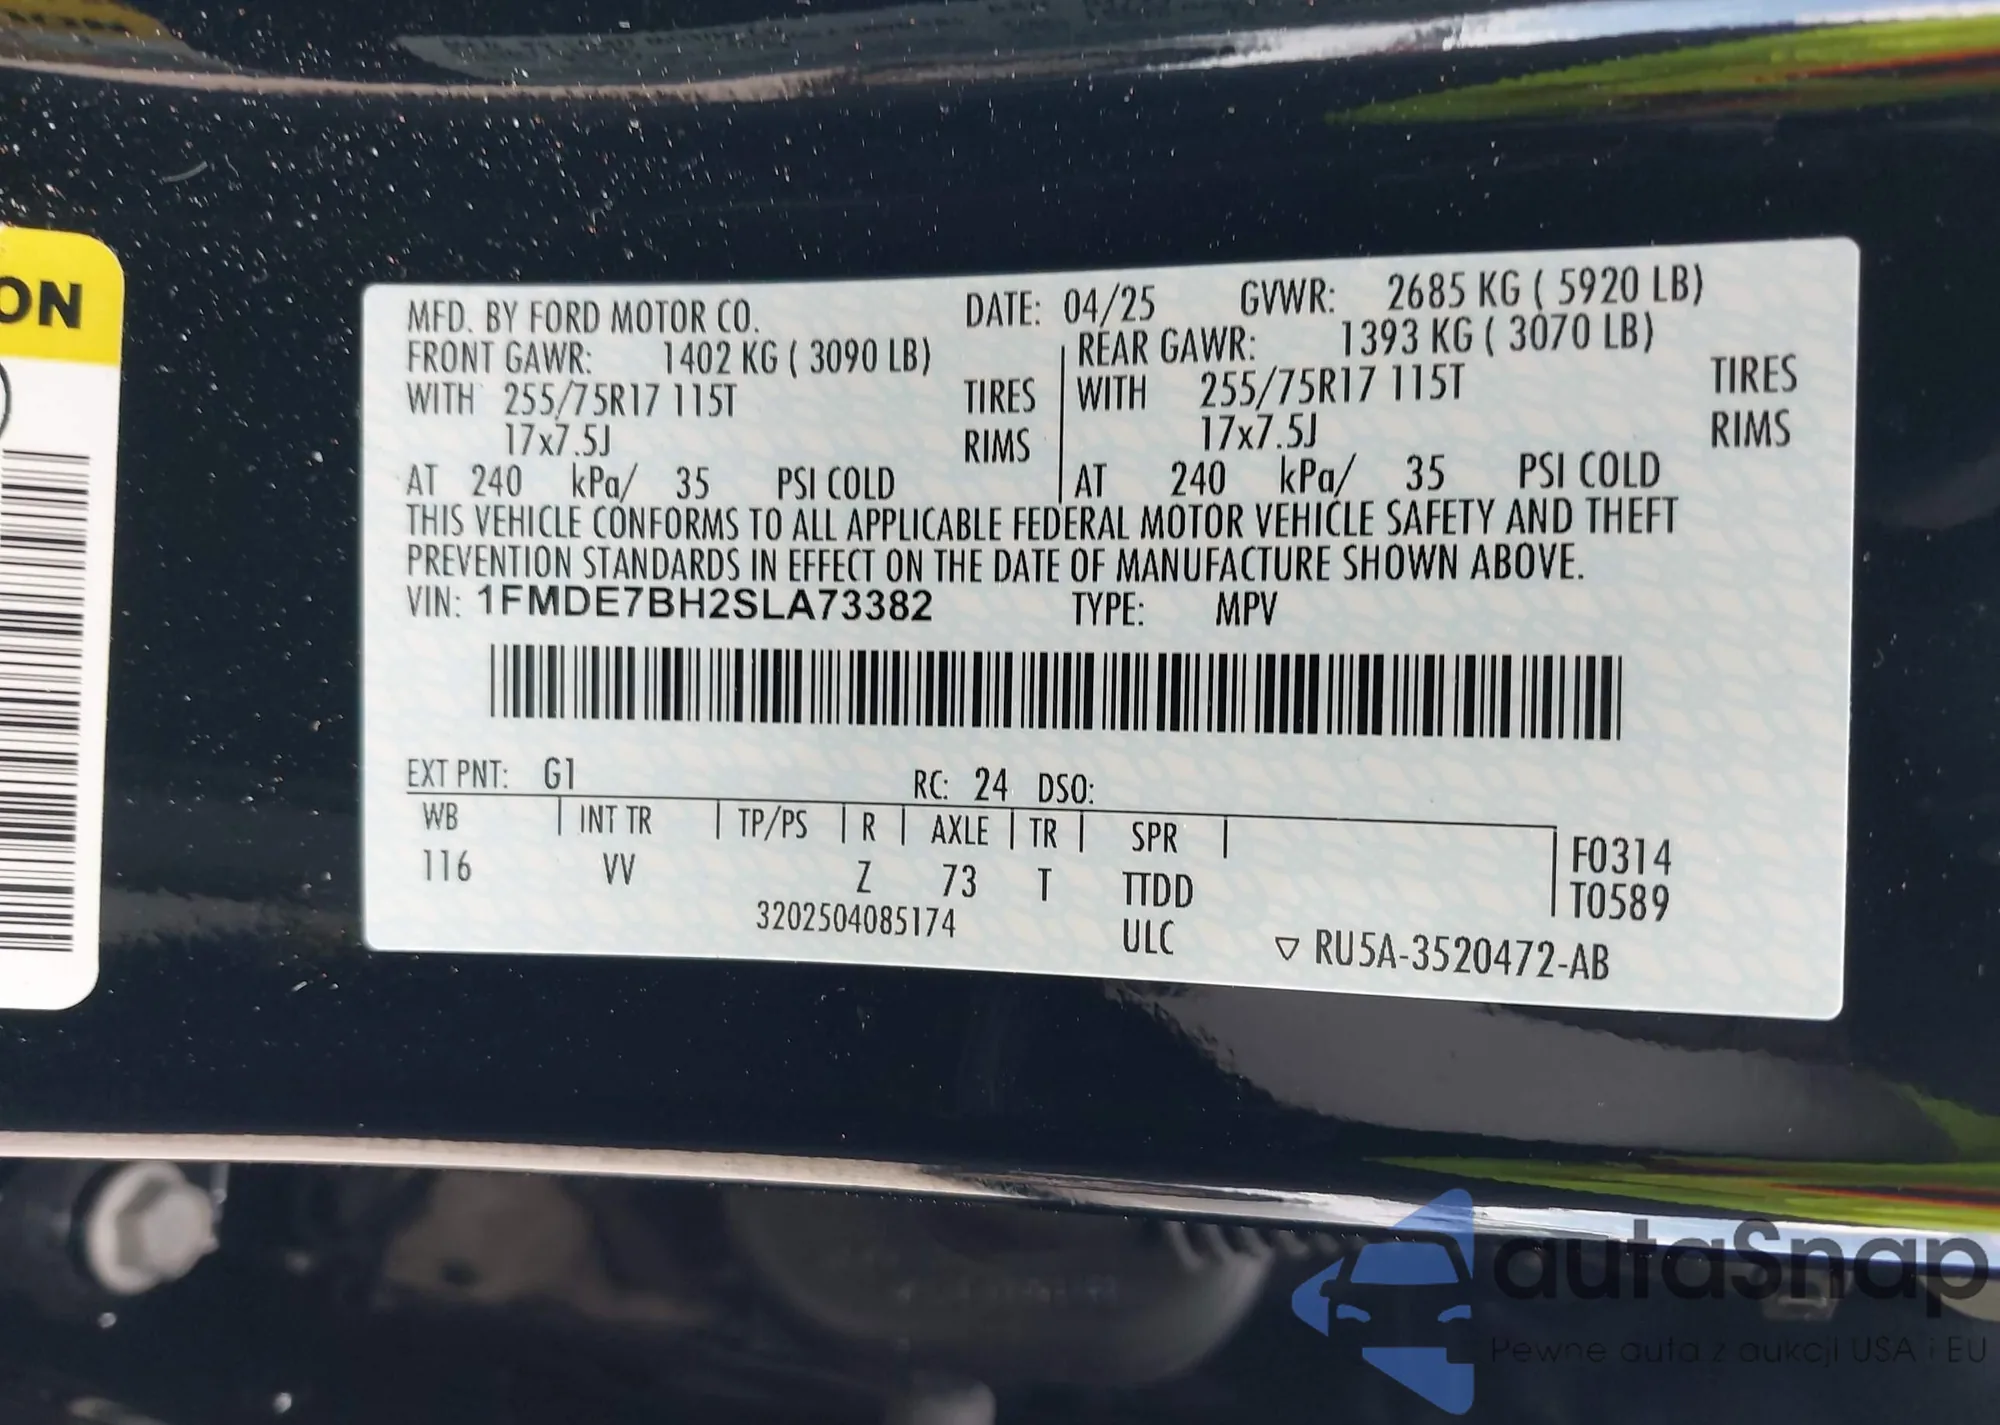 ON
MFD. BY FORD MOTOR CO. DATE: 04/25 GVWR: 2685 KG ( 5920 LB)
FRONT GAWR: 1402 KG ( 3090 LB) REAR GAWR: 1393 KG ( 3070 LB)
WITH 255/75R17 115T TIRES WITH 255/75R17 115T TIRES
17x7.5J RIMS 17x7.5J RIMS
AT 240 kPa/ 35 PSI COLD AT 240 kPa/ 35 PSI COLD
THIS VEHICLE CONFORMS TO ALL APPLICABLE FEDERAL MOTOR VEHICLE SAFETY AND THEFT
PREVENTION STANDARDS IN EFFECT ON THE DATE OF MANUFACTURE SHOWN ABOVE.
VIN: 1FMDE7BH2SLA73382 TYPE: MPV
EXT PNT: G1 RC: 24 DSO:
WB INT TR TP/PS R AXLE TR SPR F0314
116 VV Z 73 T TTDD T0589
3202504085174 ULC ▽ RU5A-3520472-AB
autaSnap
Pewne auta z aukcji USA i EU